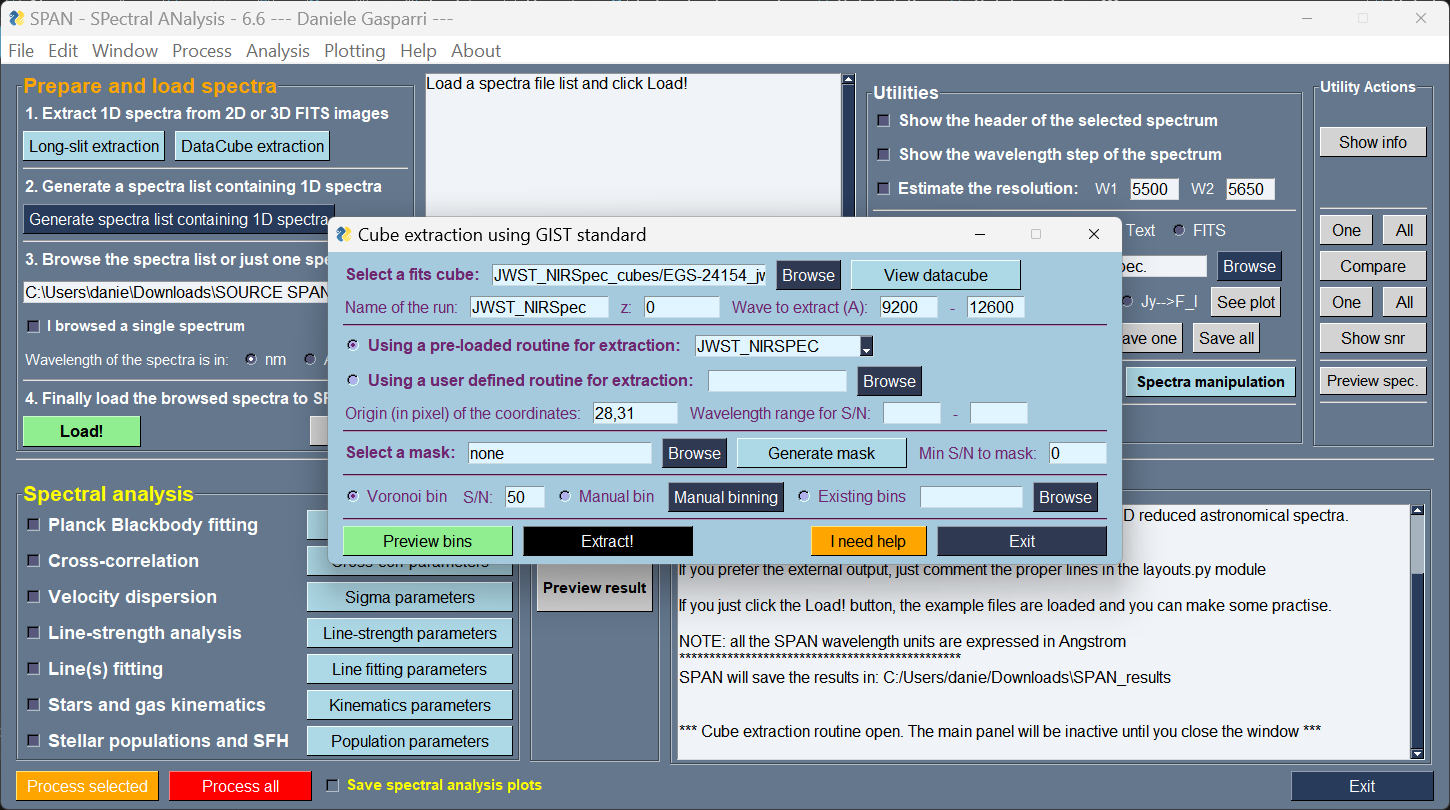 SPAN - SPectral ANalysis - 6.6 --- Daniele Gasparri ---
File Edit Window Process Analysis Plotting Help About
Prepare and load spectra
1. Extract 1D spectra from 2D or 3D FITS images
Long-slit extraction DataCube extraction
2. Generate a spectra list containing 1D spectra
Generate spectra list containing 1D spectra
3. Browse the spectra list or just one spe
C:\Users\danie\Downloads\SOURCE SPAN
I browsed a single spectrum
Wavelength of the spectra is in: nm
4. Finally load the browsed spectra to
Load!
Load a spectra file list and click Load!
Utilities
Show the header of the selected spectrum
Show the wavelength step of the spectrum
Estimate the resolution: W1 5500 W2 5650
Text FITS
pec. Browse
Jy-->F_l See plot
ave one Save all
Spectra manipulation
Utility Actions
Show info
One All
Compare
One All
Show snr
Preview spec.
Cube extraction using GIST standard
Select a fits cube: JWST_NIRSpec_cubes/EGS-24154_jw Browse View datacube
Name of the run: JWST_NIRSpec z: 0 Wave to extract (A): 9200 - 12600
Using a pre-loaded routine for extraction: JWST_NIRSPEC
Using a user defined routine for extraction: Browse
Origin (in pixel) of the coordinates: 28,31 Wavelength range for S/N: -
Select a mask: none Browse Generate mask Min S/N to mask: 0
Voronoi bin S/N: 50 Manual bin Manual binning Existing bins Browse
Preview bins Extract! I need help Exit
Spectral analysis
Planck Blackbody fitting
Cross-correlation Cross-corr parameters
Velocity dispersion Sigma parameters
Line-strength analysis Line-strength parameters
Line(s) fitting Line fitting parameters
Stars and gas kinematics Kinematics parameters
Stellar populations and SFH Population parameters
Preview result
D reduced astronomical spectra.
If you prefer the external output, just comment the proper lines in the layouts.py module
If you just click the Load! button, the example files are loaded and you can make some practise.
NOTE: all the SPAN wavelength units are expressed in Angstrom
***********************************************
SPAN will save the results in: C:/Users/danie/Downloads\SPAN_results
*** Cube extraction routine open. The main panel will be inactive until you close the window ***
Process selected Process all Save spectral analysis plots Exit